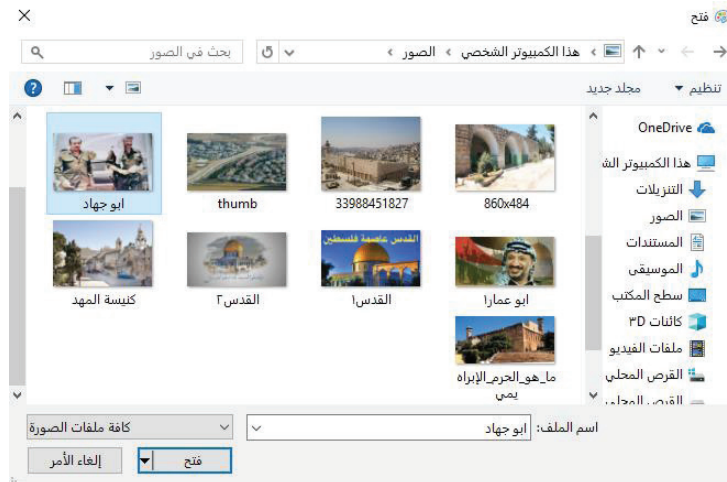 فتح
هذا الكمبيوتر الشخصي
الصور
بحث في الصور
تنظيم
مجلد جديد
OneDrive
هذا الكمبيوتر الش
التنزيلات
الصور
المستندات
الموسيقى
سطح المكتب
كائنات ٣D
ملفات الفيديو
القرص المحلي
القرص المحلي
860x484
33988451827
thumb
ابو جهاد
القدس عاصمة فلسطين
ابو عمار١
القدس١
القدس٢
كنيسة المهد
ما_هو_الحرم_الإبراه
يمي
اسم الملف: ابو جهاد
كافة ملفات الصورة
فتح
إلغاء الأمر